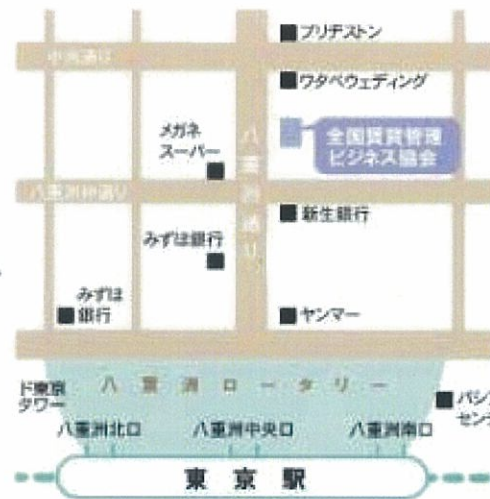 ブリヂストン
中央通り
ワタベウェディング
メガネ
スーパー
八重洲通り
全国賃貸管理
ビジネス協会
八重洲仲通り
新生銀行
みずほ銀行
みずほ
銀行
ヤンマー
八重洲ロータリー
ド東京
タワー
パシ
センチ
八重洲北口
八重洲中央口
八重洲南口
東京駅